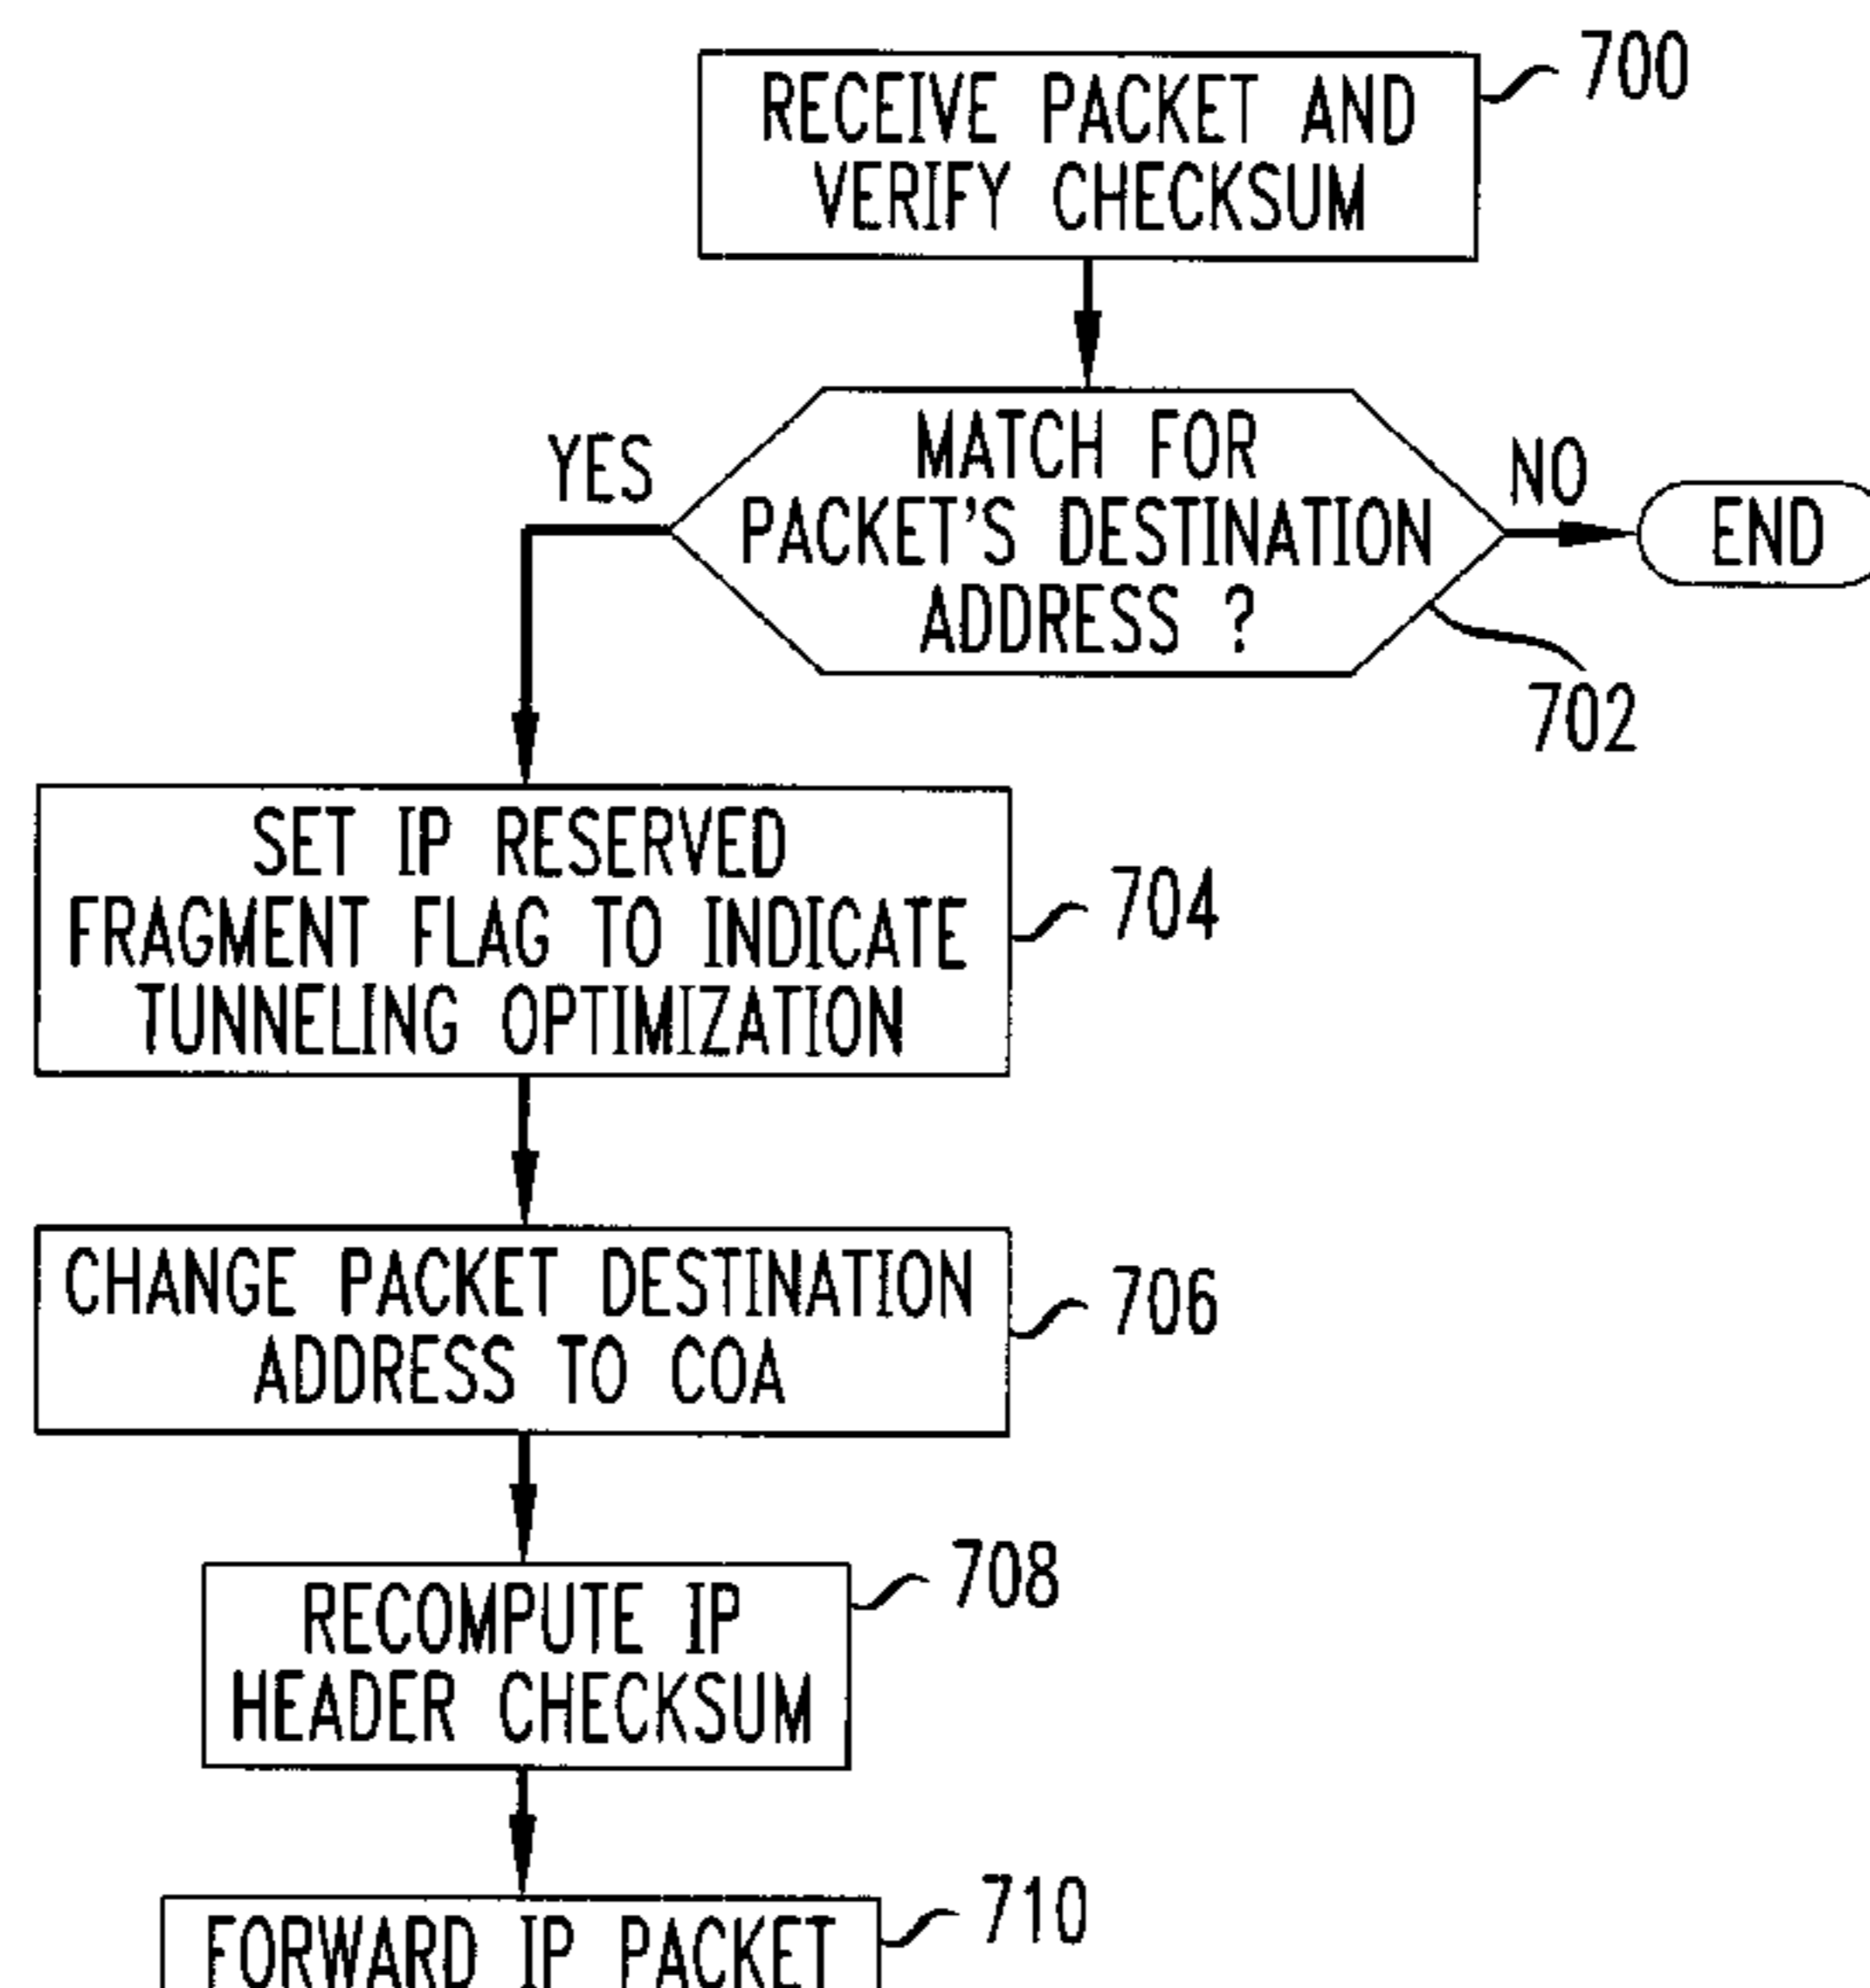 RECEIVE PACKET AND
VERIFY CHECKSUM
700
MATCH FOR
PACKET'S DESTINATION
ADDRESS ?
YES
NO
END
702
SET IP RESERVED
FRAGMENT FLAG TO INDICATE
TUNNELING OPTIMIZATION
704
CHANGE PACKET DESTINATION
ADDRESS TO COA
706
RECOMPUTE IP
HEADER CHECKSUM
708
FORWARD IP PACKET
710